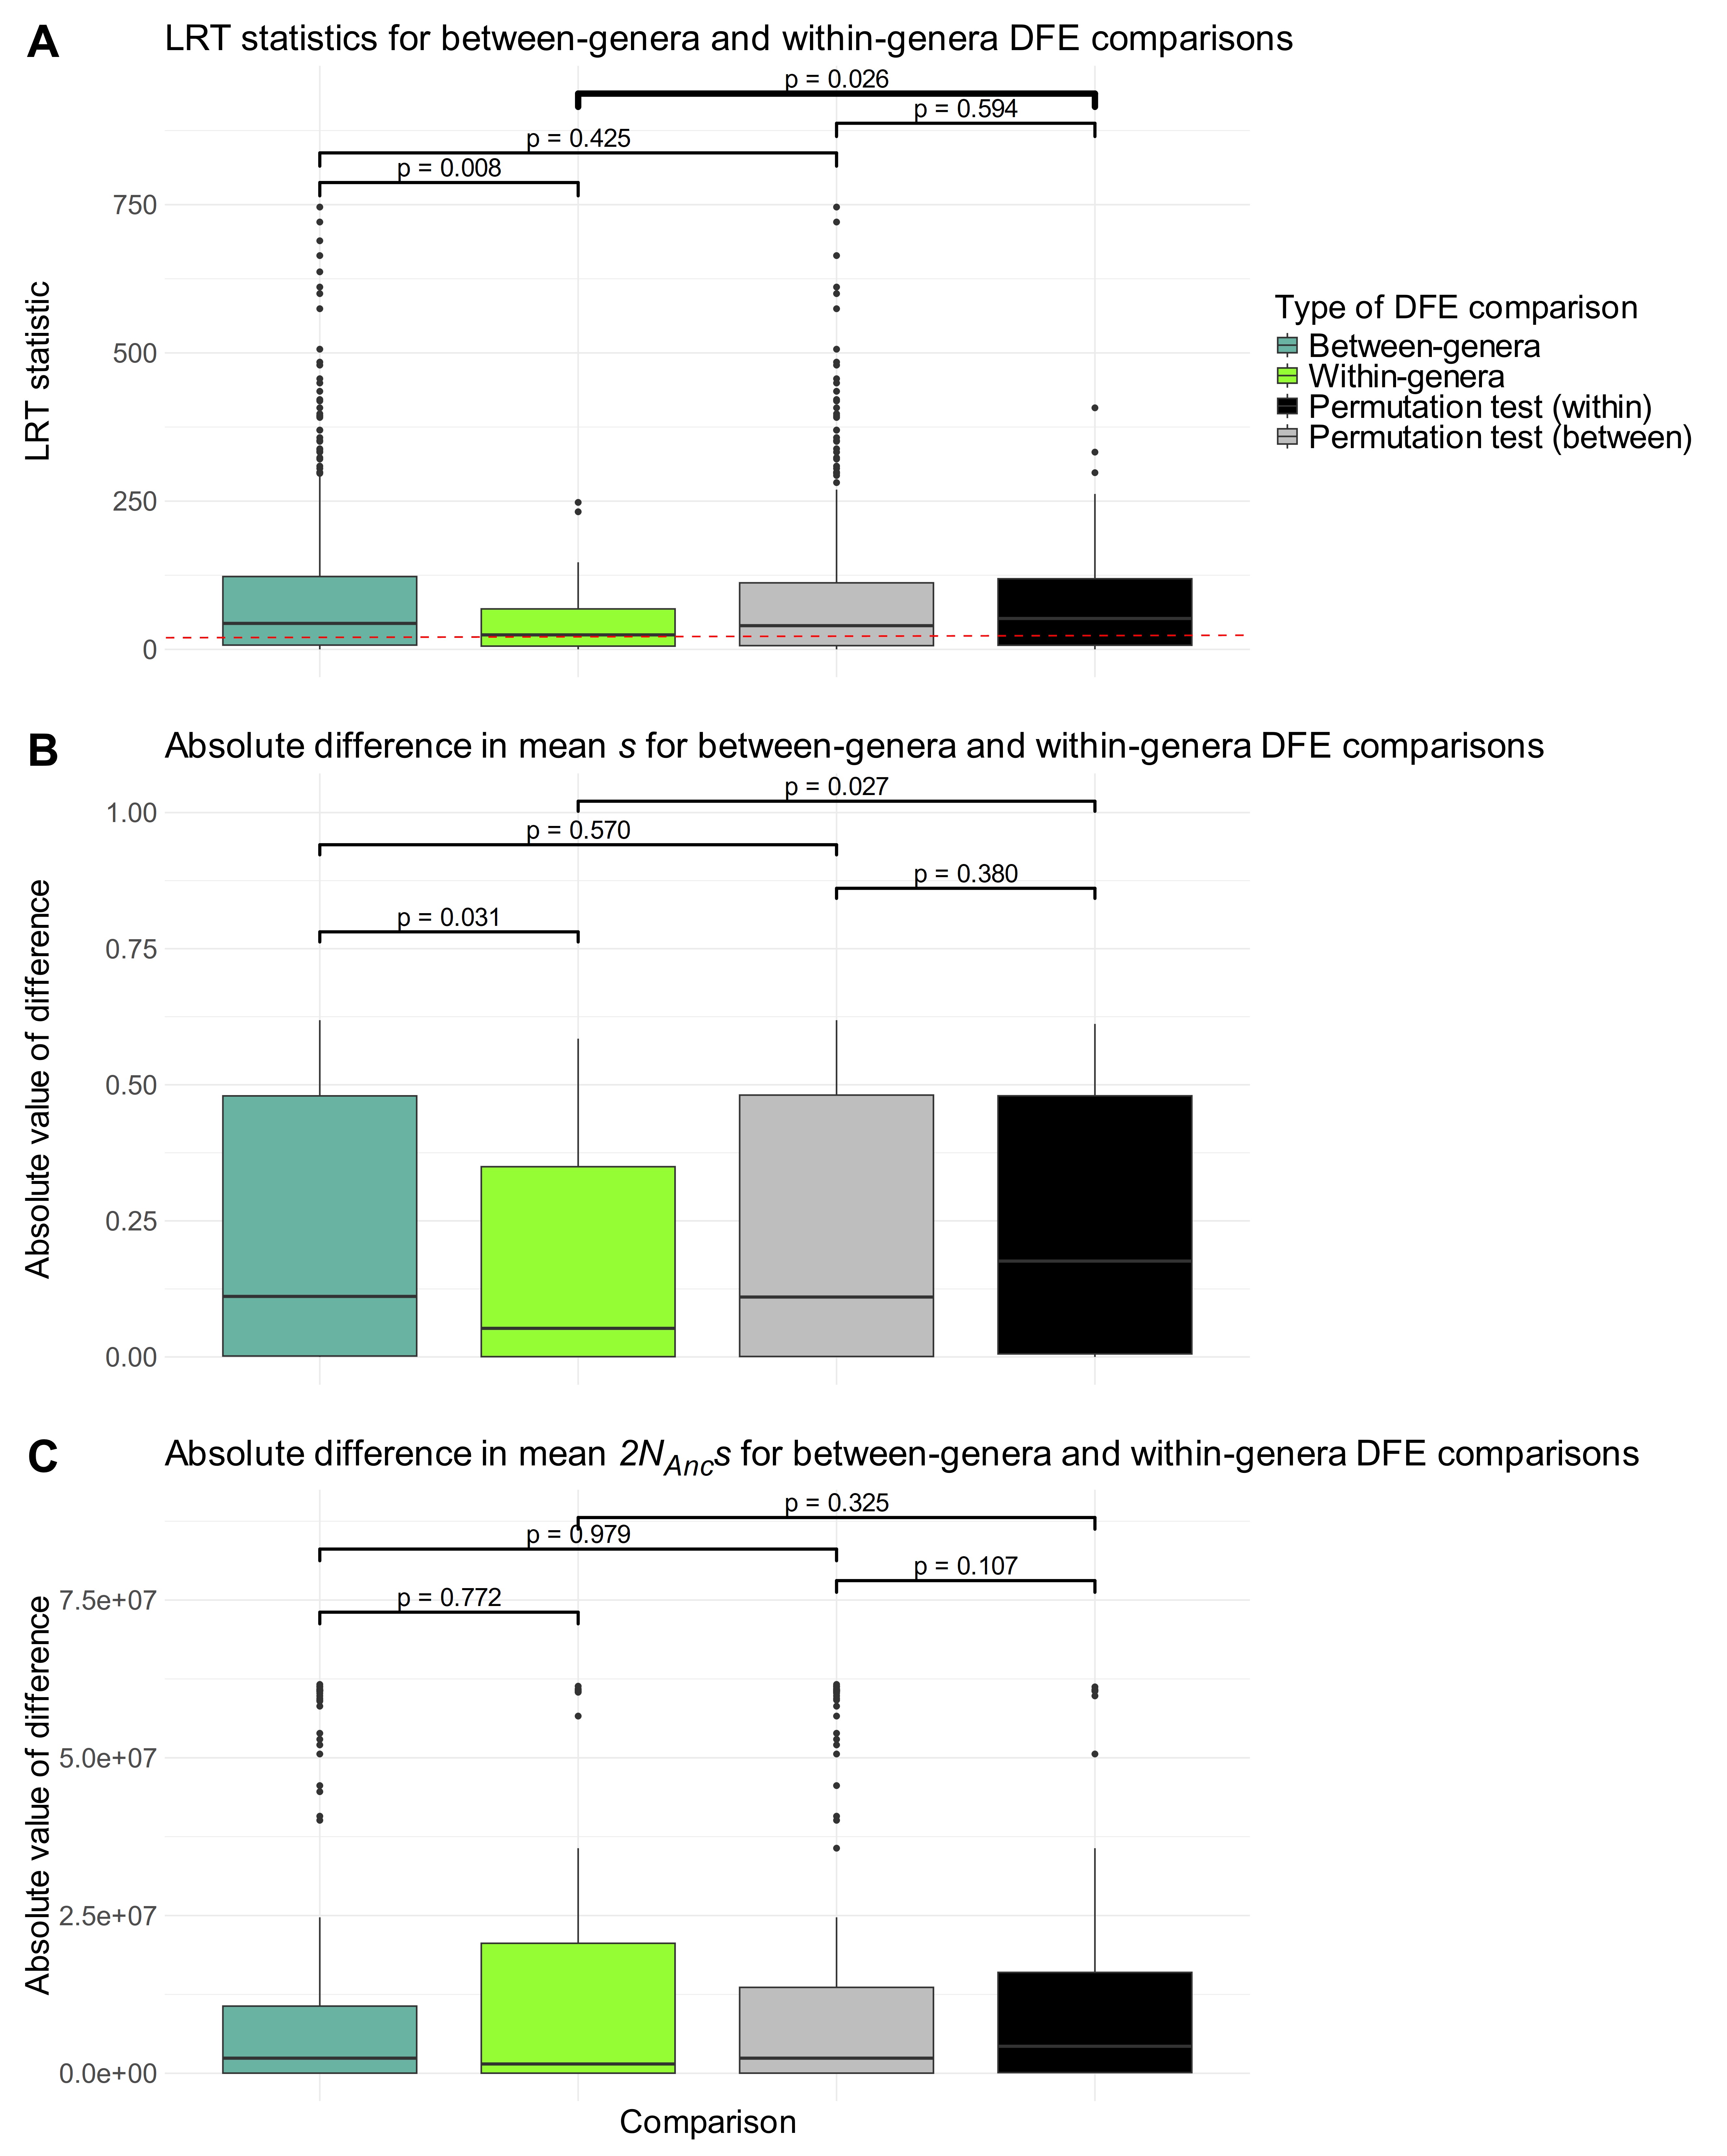 A
LRT statistics for between-genera and within-genera DFE comparisons
p = 0.026
p = 0.594
p = 0.425
p = 0.008
750
500
250
0
LRT statistic
Type of DFE comparison
Between-genera
Within-genera
Permutation test (within)
Permutation test (between)
B
Absolute difference in mean s for between-genera and within-genera DFE comparisons
p = 0.027
p = 0.570
p = 0.380
p = 0.031
1.00
0.75
0.50
0.25
0.00
Absolute value of difference
C
Absolute difference in mean 2N_Anc s for between-genera and within-genera DFE comparisons
p = 0.325
p = 0.979
p = 0.107
p = 0.772
7.5e+07
5.0e+07
2.5e+07
0.0e+00
Absolute value of difference
Comparison